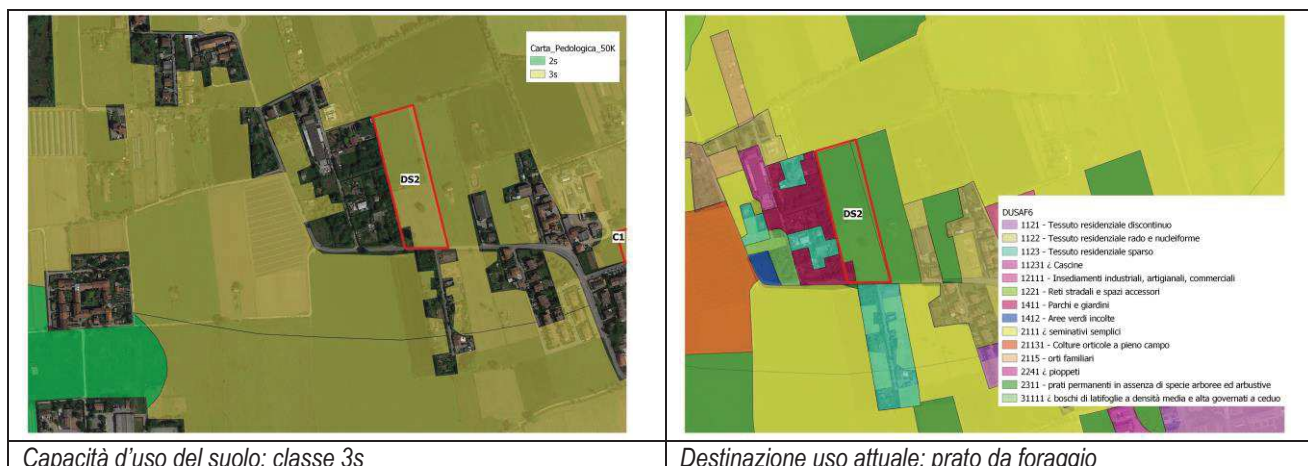 Carta_Pedologica_50K
2s
3s
DS2
C1
DS2
DUSAF6
1121 - Tessuto residenziale discontinuo
1122 - Tessuto residenziale rado e nucleiforme
1123 - Tessuto residenziale sparso
11231 ¿ Cascine
12111 - Insediamenti industriali, artigianali, commerciali
1221 - Reti stradali e spazi accessori
1411 - Parchi e giardini
1412 - Aree verdi incolte
2111 ¿ seminativi semplici
21131 - Colture orticole a pieno campo
2115 - orti familiari
2241 ¿ pioppeti
2311 - prati permanenti in assenza di specie arboree ed arbustive
31111 ¿ boschi di latifoglie a densità media e alta governati a ceduo
Capacità d'uso del suolo: classe 3s
Destinazione uso attuale: prato da foraggio